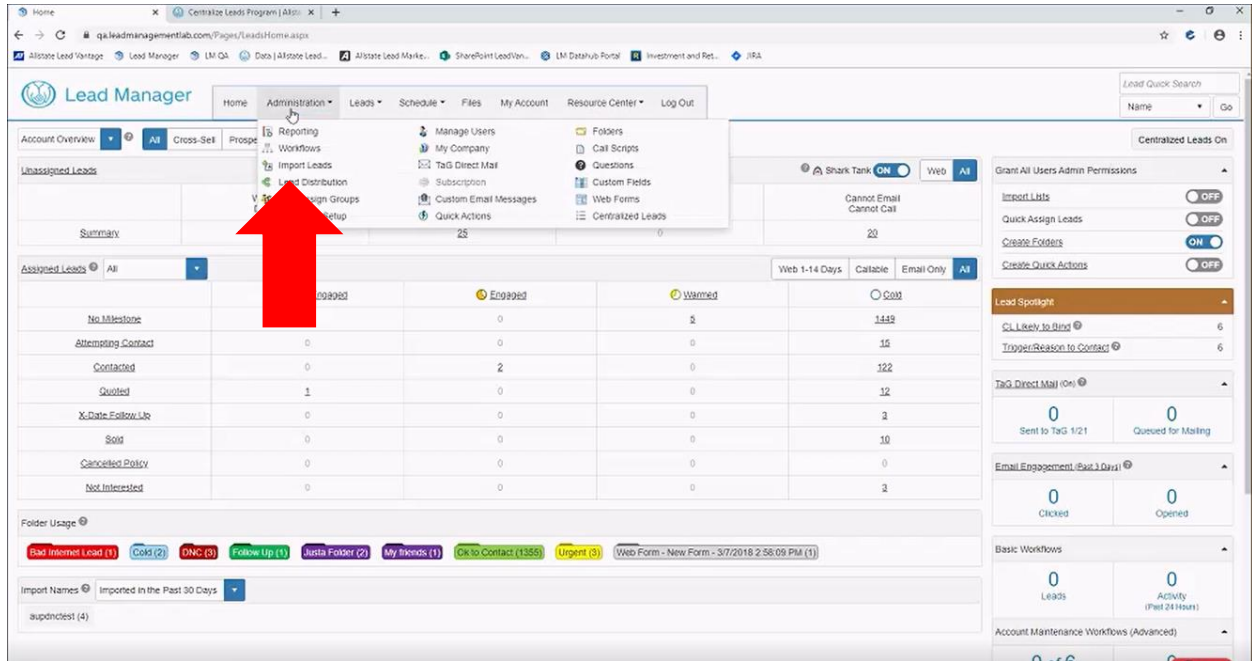 Home
Centralize Leads Program | Allst
qa.leadmanagementlab.com/Pages/LeadsHome.aspx
Allstate Lead Vantage Lead Manager LM QA Data | Allstate Lead... Allstate Lead Marke... SharePoint LeadVan... LM Datahub Portal Investment and Ret... JIRA
Lead Manager
Home Administration Leads Schedule Files My Account Resource Center Log Out
Lead Quick Search
Name Go
Reporting Manage Users Folders
Workflows My Company Call Scripts
Import Leads TaG Direct Mail Questions
Lead Distribution Subscription Custom Fields
sign Groups Custom Email Messages Web Forms
Setup Quick Actions Centralized Leads
Account Overview All Cross-Sell Prospe
Centralized Leads On
Unassigned Leads
Shark Tank ON Web All
Cannot Email
Cannot Call
Summary 25 0 20
Assigned Leads All
Web 1-14 Days Callable Email Only All
ngaged Engaged Warmed Cold
No Milestone 0 5 1449
Attempting Contact 0 0 0 15
Contacted 0 2 0 122
Quoted 1 0 0 12
X-Date Follow Up 0 0 0 3
Sold 0 0 0 10
Cancelled Policy 0 0 0 0
Not Interested 0 0 0 3
Folder Usage
Bad Internet Lead (1) Cold (2) DNC (3) Follow Up (1) Justa Folder (2) My friends (1) Ok to Contact (1355) Urgent (3) Web Form - New Form - 3/7/2018 2:58:09 PM (1)
Import Names Imported in the Past 30 Days
aupdnctest (4)
Grant All Users Admin Permissions
Import Lists OFF
Quick Assign Leads OFF
Create Folders ON
Create Quick Actions OFF
Lead Spotlight
CL Likely to Bind 6
Trigger/Reason to Contact 6
TaG Direct Mail (On)
0 0
Sent to TaG 1/21 Queued for Mailing
Email Engagement (Past 3 Days)
0 0
Clicked Opened
Basic Workflows
0 0
Leads Activity
(Past 24 Hours)
Account Maintenance Workflows (Advanced)